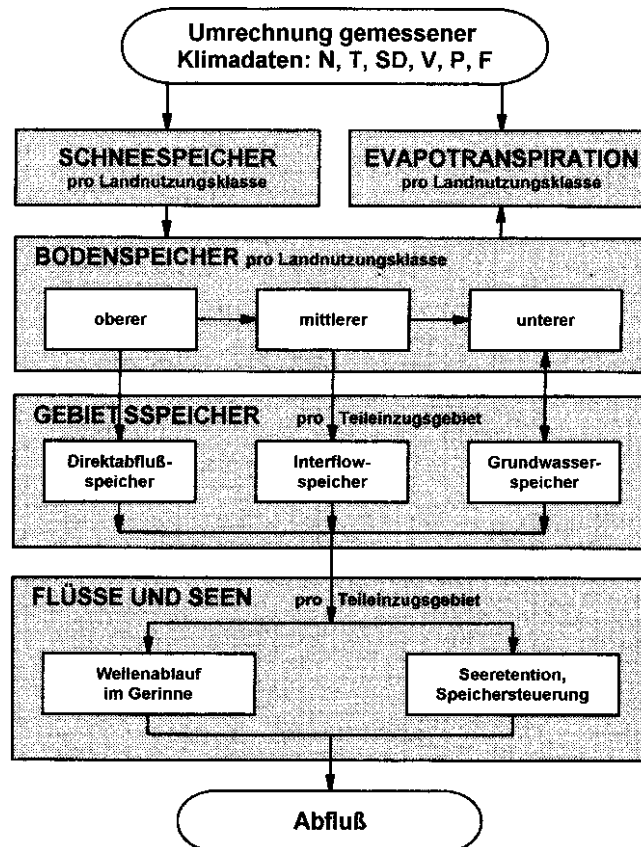 Umrechnung gemessener
Klimadaten: N, T, SD, V, P, F
SCHNEESPEICHER
pro Landnutzungsklasse
EVAPOTRANSPIRATION
pro Landnutzungsklasse
BODENSPEICHER pro Landnutzungsklasse
oberer
mittlerer
unterer
GEBIETSSPEICHER pro Teileinzugsgebiet
Direktabfluß-
speicher
Interflow-
speicher
Grundwasser-
speicher
FLÜSSE UND SEEN pro Teileinzugsgebiet
Wellenablauf
im Gerinne
Seeretention,
Speichersteuerung
Abfluß